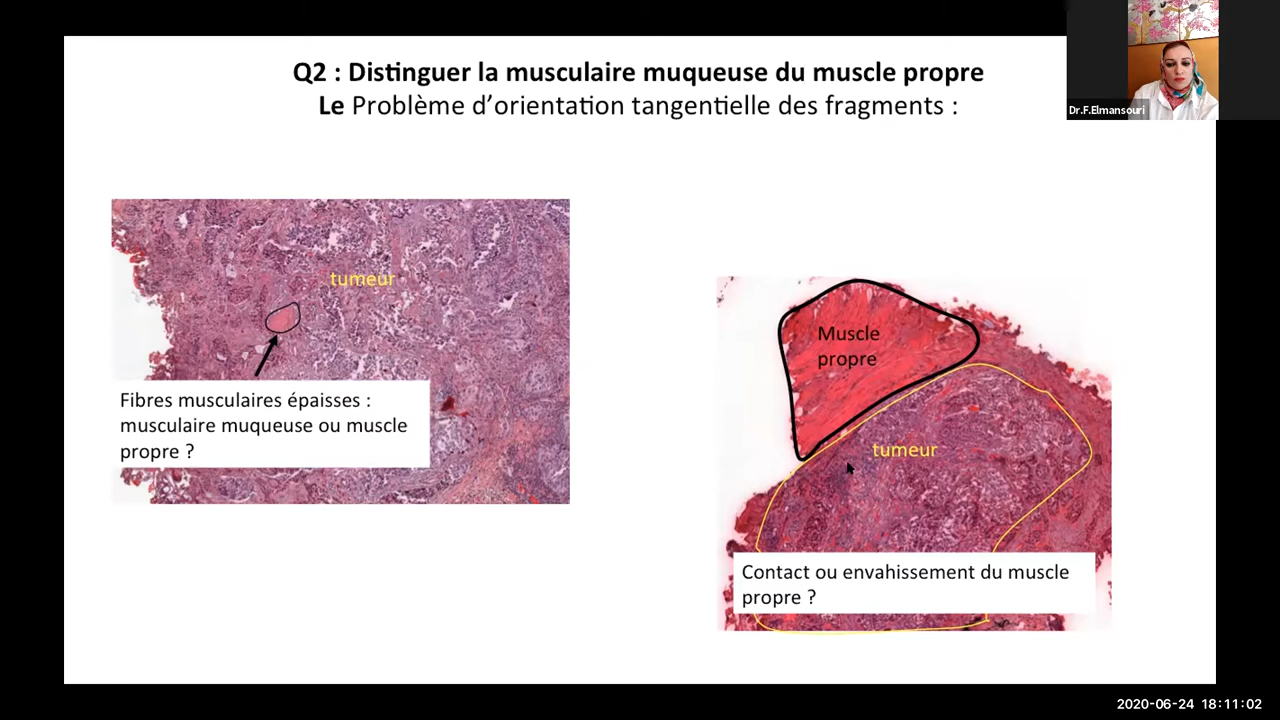 Q2 : Distinguer la musculaire muqueuse du muscle propre
Le Problème d'orientation tangentielle des fragments :
Dr.F.Elmansouri
tumeur
Fibres musculaires épaisses :
musculaire muqueuse ou muscle
propre ?
Muscle
propre
tumeur
Contact ou envahissement du muscle
propre ?
2020-06-24 18:11:02